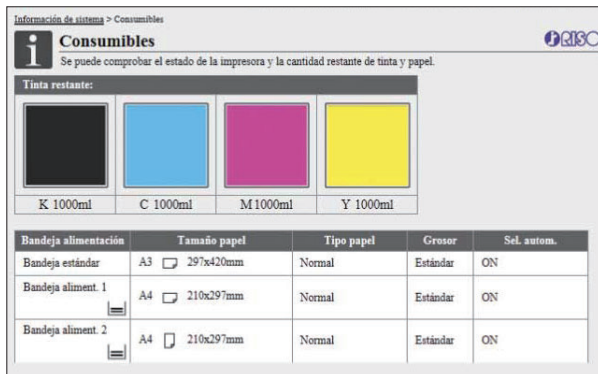 Información de sistema > Consumibles
Consumibles
RISO
Se puede comprobar el estado de la impresora y la cantidad restante de tinta y papel.
Tinta restante:
K 1000ml C 1000ml M1000ml Y 1000ml
Bandeja alimentación Tamaño papel Tipo papel Grosor Sel. autom.
Bandeja estándar A3 297x420mm Normal Estándar ON
Bandeja aliment. 1 A4 210x297mm Normal Estándar ON
Bandeja aliment. 2 A4 210x297mm Normal Estándar ON